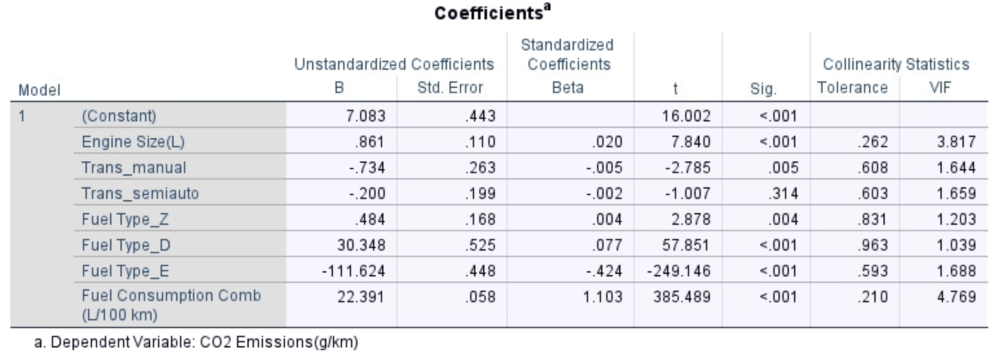 Coefficientsa
Standardized
Unstandardized Coefficients Coefficients Collinearity Statistics
Model B Std. Error Beta t Sig. Tolerance VIF
1 (Constant) 7.083 .443 16.002 <.001
Engine Size(L) .861 .110 .020 7.840 <.001 .262 3.817
Trans_manual -.734 .263 -.005 -2.785 .005 .608 1.644
Trans_semiauto -.200 .199 -.002 -1.007 .314 .603 1.659
Fuel Type_Z .484 .168 .004 2.878 .004 .831 1.203
Fuel Type_D 30.348 .525 .077 57.851 <.001 .963 1.039
Fuel Type_E -111.624 .448 -.424 -249.146 <.001 .593 1.688
Fuel Consumption Comb 22.391 .058 1.103 385.489 <.001 .210 4.769
(L/100 km)
a. Dependent Variable: CO2 Emissions(g/km)